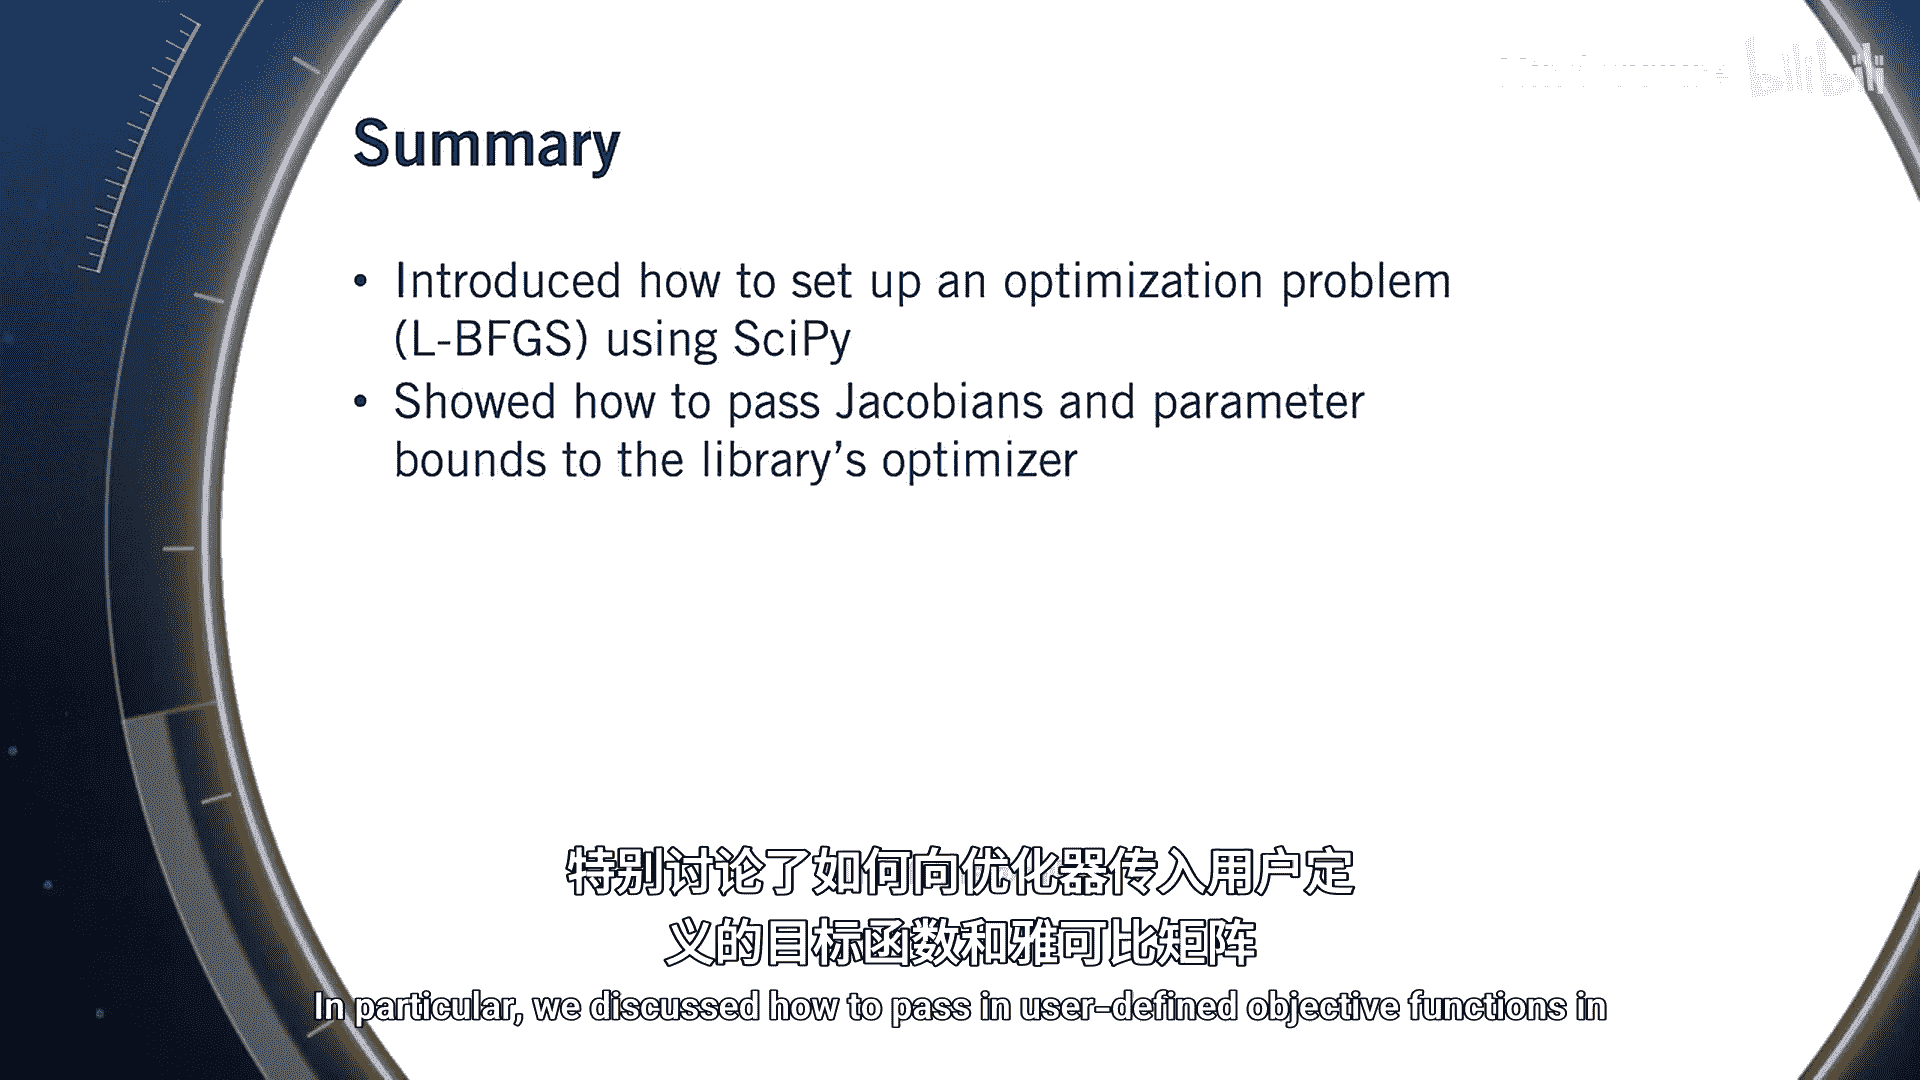 bilibili
Summary
• Introduced how to set up an optimization problem
(L-BFGS) using SciPy
• Showed how to pass Jacobians and parameter
bounds to the library’s optimizer
特别讨论了如何向优化器传入用户定
义的目标函数和雅可比矩阵
In particular, we discussed how to pass in user-defined objective functions in